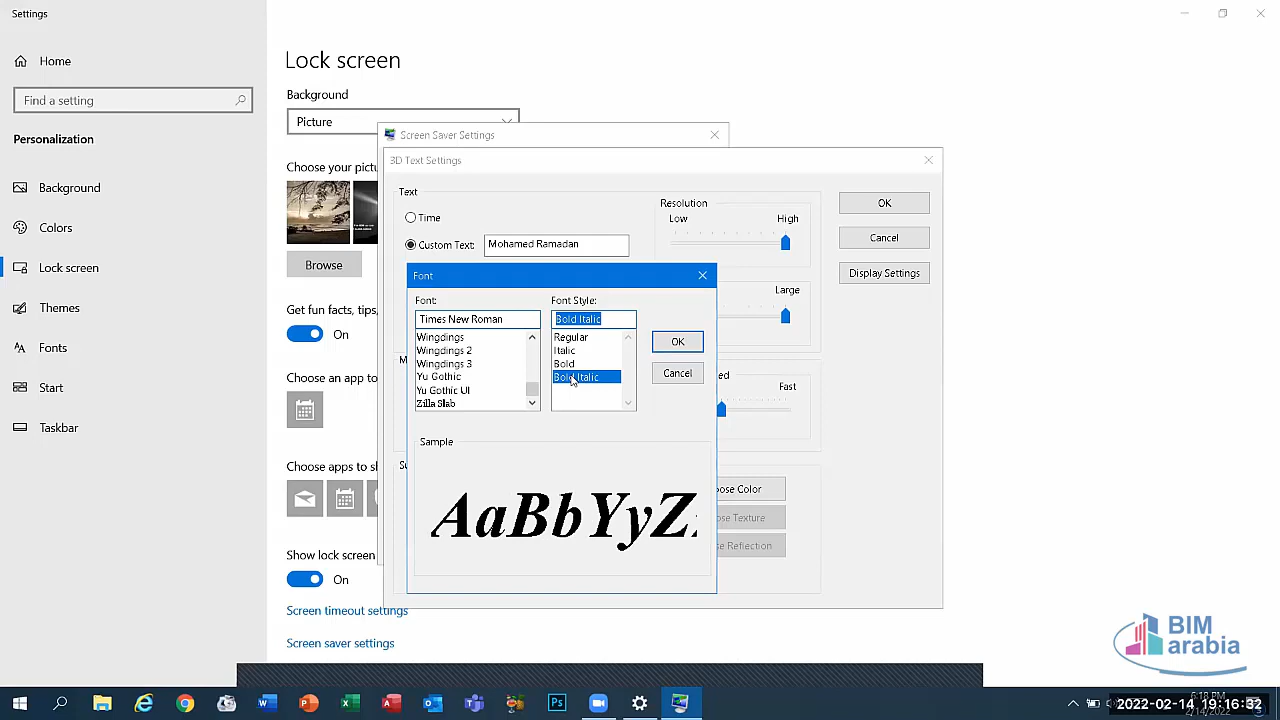 Settings
Home
Find a setting
Personalization
Background
Colors
Lock screen
Themes
Fonts
Start
Taskbar
Lock screen
Background
Picture
Choose your pictu
Browse
Get fun facts, tips,
On
Choose an app to
Choose apps to sh
Show lock screen
On
Screen timeout settings
Screen saver settings
Screen Saver Settings
3D Text Settings
Text
Time
Custom Text:
Mohamed Ramadan
Resolution
Low
High
Large
OK
Cancel
Display Settings
Fast
Font
Font:
Times New Roman
Wingdings
Wingdings 2
Wingdings 3
Yu Gothic
Yu Gothic UI
Zilla Slab
Font Style:
Bold Italic
Regular
Italic
Bold
Bold Italic
OK
Cancel
Sample
AaBbYyZ
ose Color
ose Texture
e Reflection
BIM
arabia
2022-02-14 19:16:32